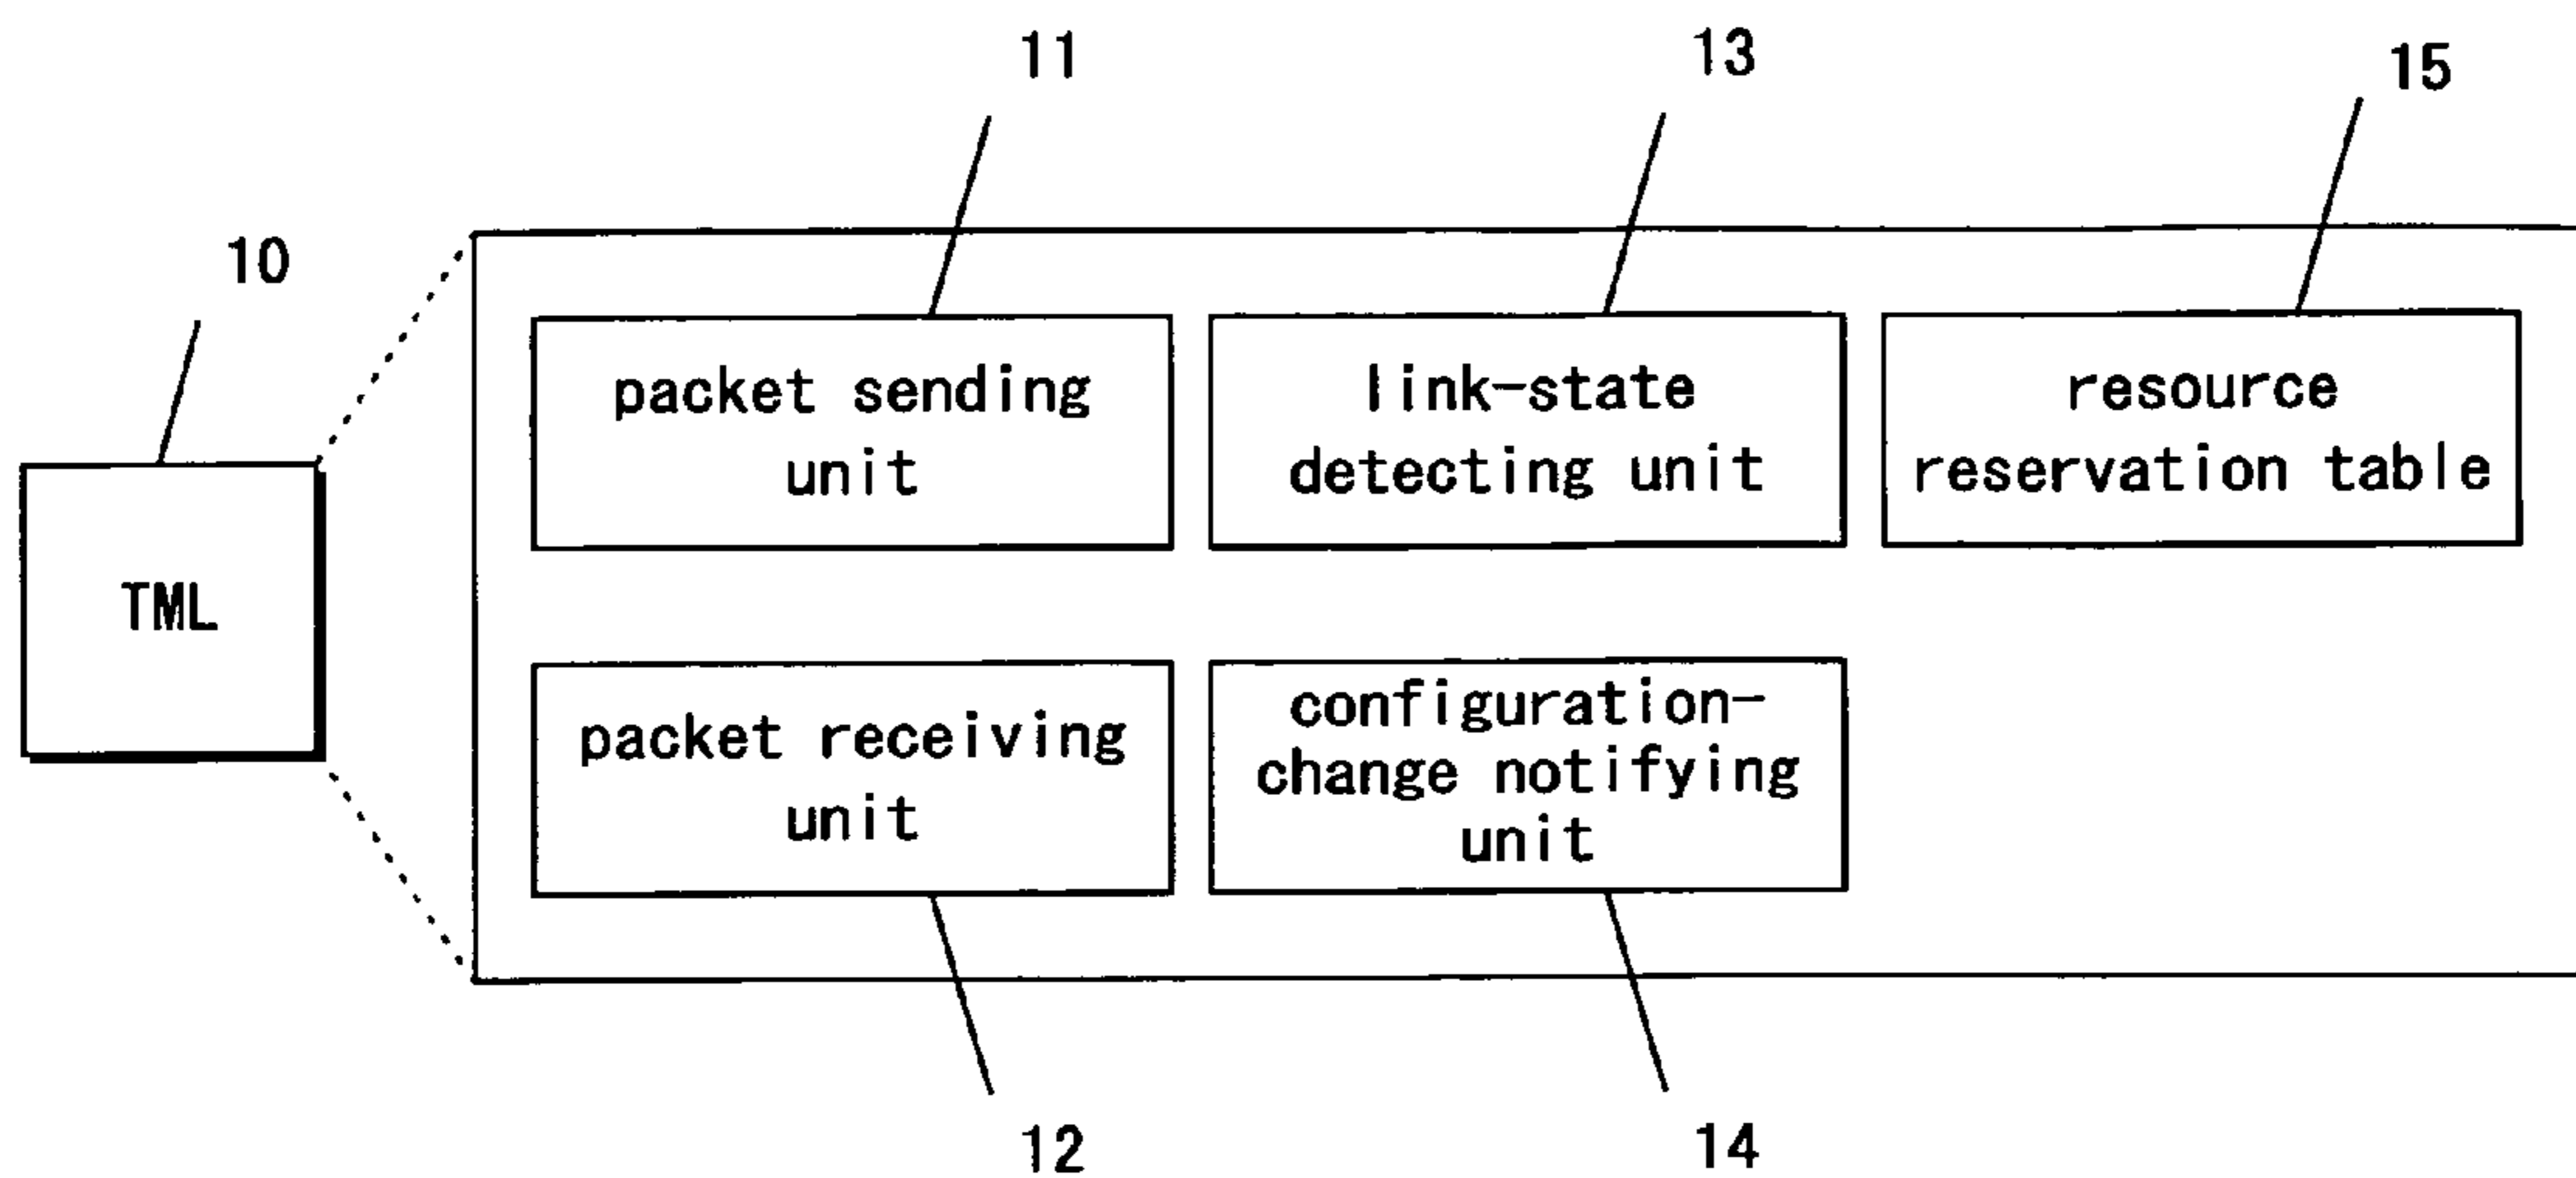 11
13
15
10
packet sending
unit
link-state
detecting unit
resource
reservation table
TML
packet receiving
unit
configuration-
change notifying
unit
12
14